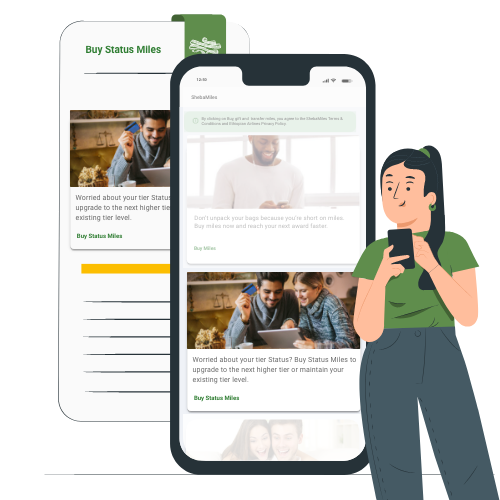 Buy Status Miles
Worried about your tier Status
upgrade to the next higher tie
existing tier level.
Buy Status Miles
12:50
ShebaMiles
By clicking on Buy gift and transfer miles, you agree to the ShebaMiles Terms &
Conditions and Ethiopian Airlines Privacy Policy.
Don't unpack your bags because you're short on miles.
Buy miles now and reach your next award faster.
Buy Miles
Worried about your tier Status? Buy Status Miles to
upgrade to the next higher tier or maintain your
existing tier level.
Buy Status Miles